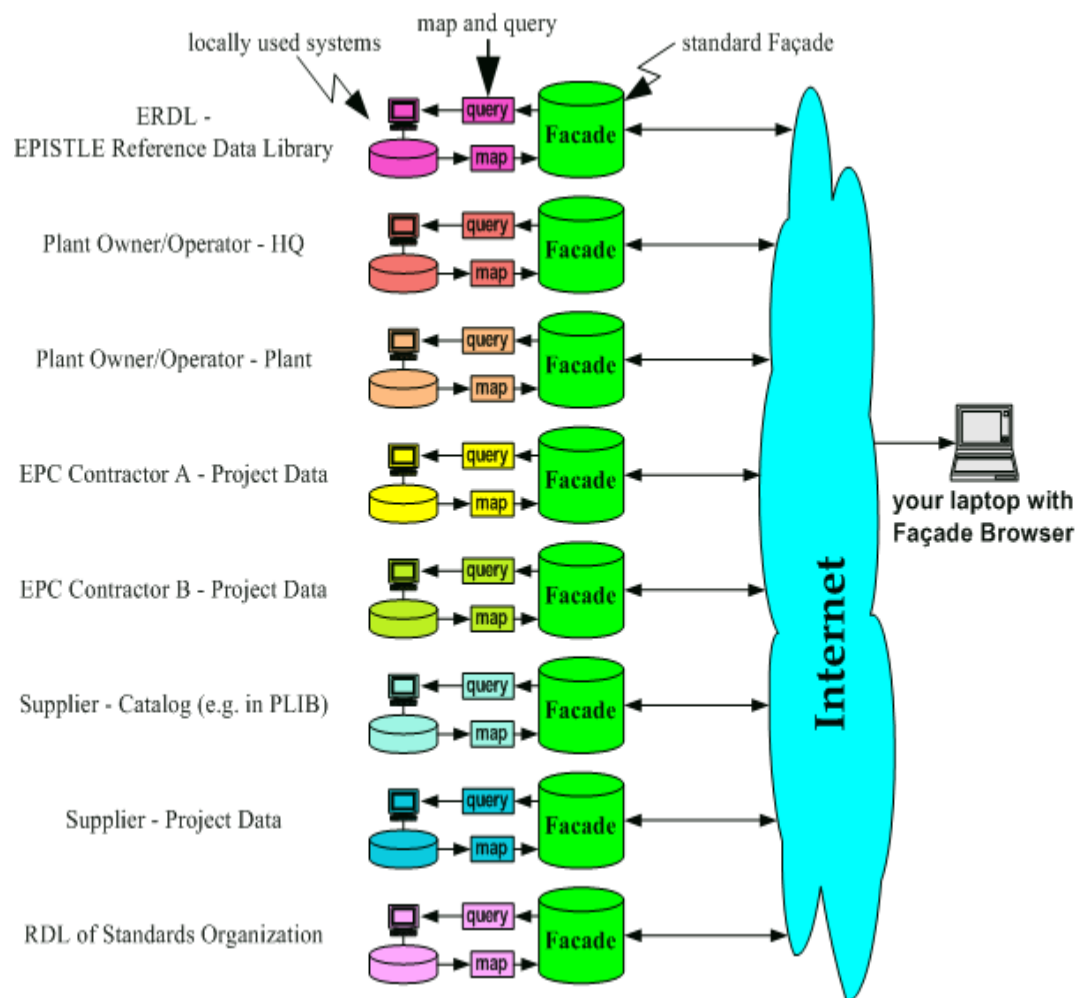 map and query
locally used systems
standard Façade
ERDL -
EPISTLE Reference Data Library
query
map
Facade
Plant Owner/Operator - HQ
query
map
Facade
Plant Owner/Operator - Plant
query
map
Facade
EPC Contractor A - Project Data
query
map
Facade
EPC Contractor B - Project Data
query
map
Facade
Supplier - Catalog (e.g. in PLIB)
query
map
Facade
Supplier - Project Data
query
map
Facade
RDL of Standards Organization
query
map
Facade
Internet
your laptop with
Façade Browser